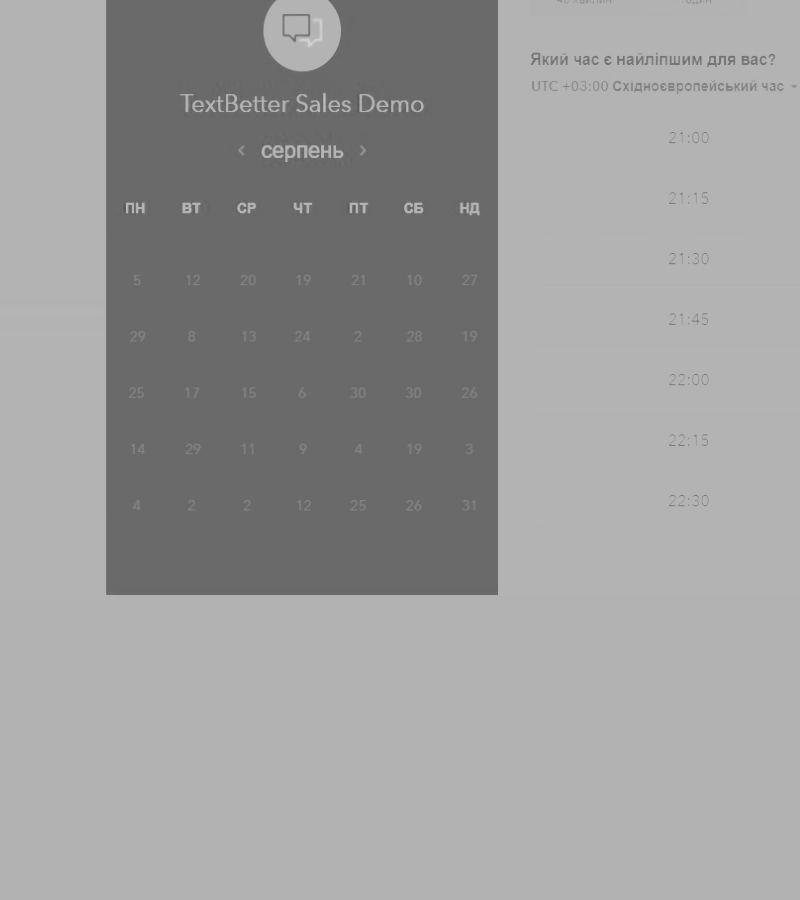 TextBetter Sales Demo
серпень
ПН ВТ СР ЧТ ПТ СБ НД
5 12 20 19 21 10 27
29 8 13 24 2 28 19
25 17 15 6 30 30 26
14 29 11 9 4 19 3
4 2 2 12 25 26 31
Який час є найліпшим для вас?
UTC +03:00 Східноєвропейський час
21:00
21:15
21:30
21:45
22:00
22:15
22:30